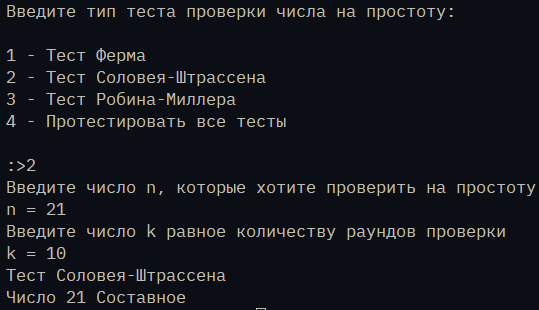 Введите тип теста проверки числа на простоту:
1 - Тест Ферма
2 - Тест Соловея-Штрассена
3 - Тест Робина-Миллера
4 - Протестировать все тесты
:>2
Введите число n, которые хотите проверить на простоту
n = 21
Введите число k равное количеству раундов проверки
k = 10
Тест Соловея-Штрассена
Число 21 Составное